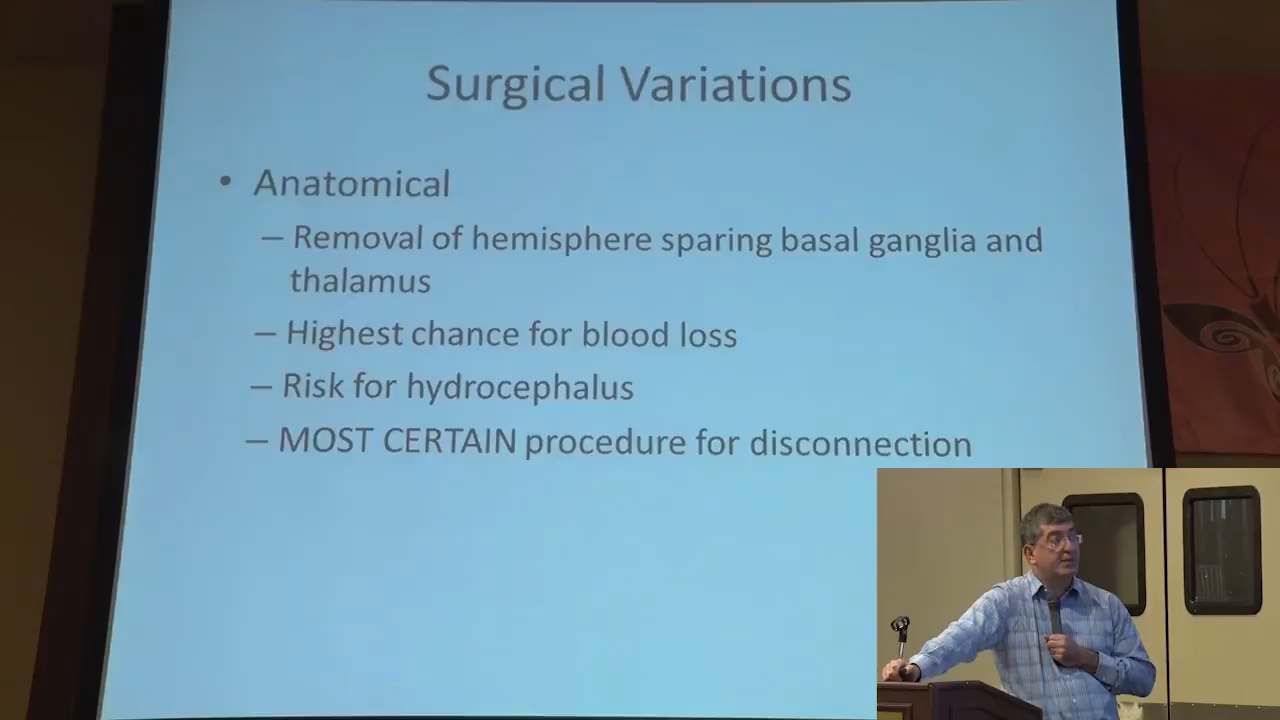 Surgical Variations
• Anatomical
– Removal of hemisphere sparing basal ganglia and
thalamus
– Highest chance for blood loss
– Risk for hydrocephalus
– MOST CERTAIN procedure for disconnection